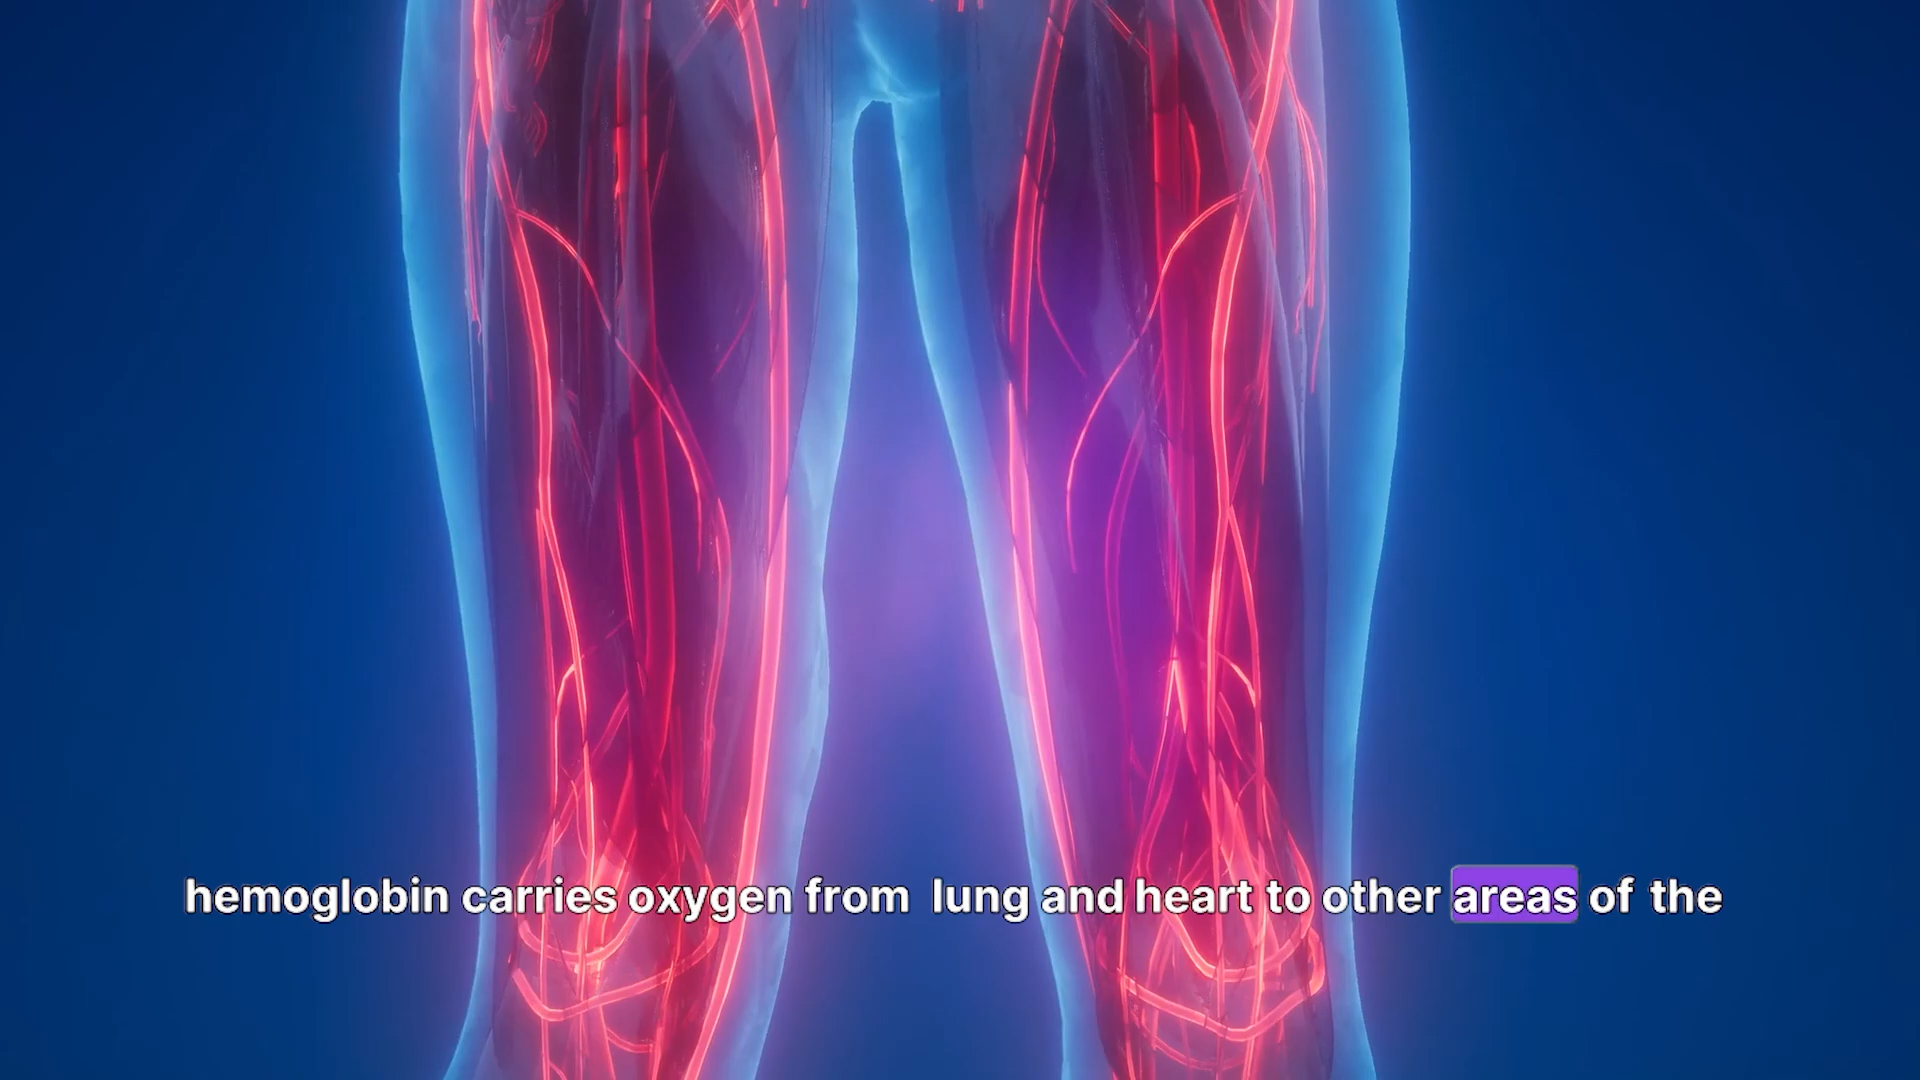 hemoglobin carries oxygen from lung and heart to other areas of the